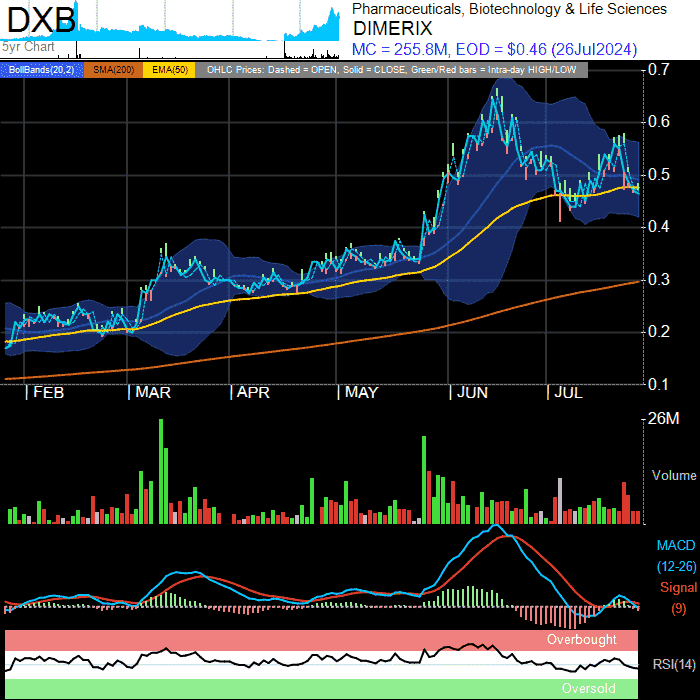 DXB
5yr Chart
Pharmaceuticals, Biotechnology & Life Sciences
DIMERIX
MC = 255.8M, EOD = $0.46 (26Jul2024)
BollBands(20,2) SMA(200) EMA(50) OHLC Prices: Dashed = OPEN, Solid = CLOSE, Green/Red bars = Intra-day HIGH/LOW
0.7
0.6
0.5
0.4
0.3
0.2
0.1
FEB MAR APR MAY JUN JUL
26M
Volume
MACD
(12-26)
Signal
(9)
Overbought
RSI(14)
Oversold